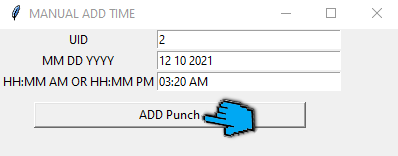 MANUAL ADD TIME
UID 2
MM DD YYYY 12 10 2021
HH:MM AM OR HH:MM PM 03:20 AM
ADD Punch